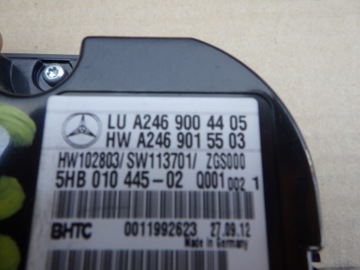 LU A246 900 44 05
HW A246 901 55 03
HW102803/ SW113701/ ZGS000
5HB 010 445-02 Q001 002 1
BHTC 0011992623 27.09.12
Made in Germany